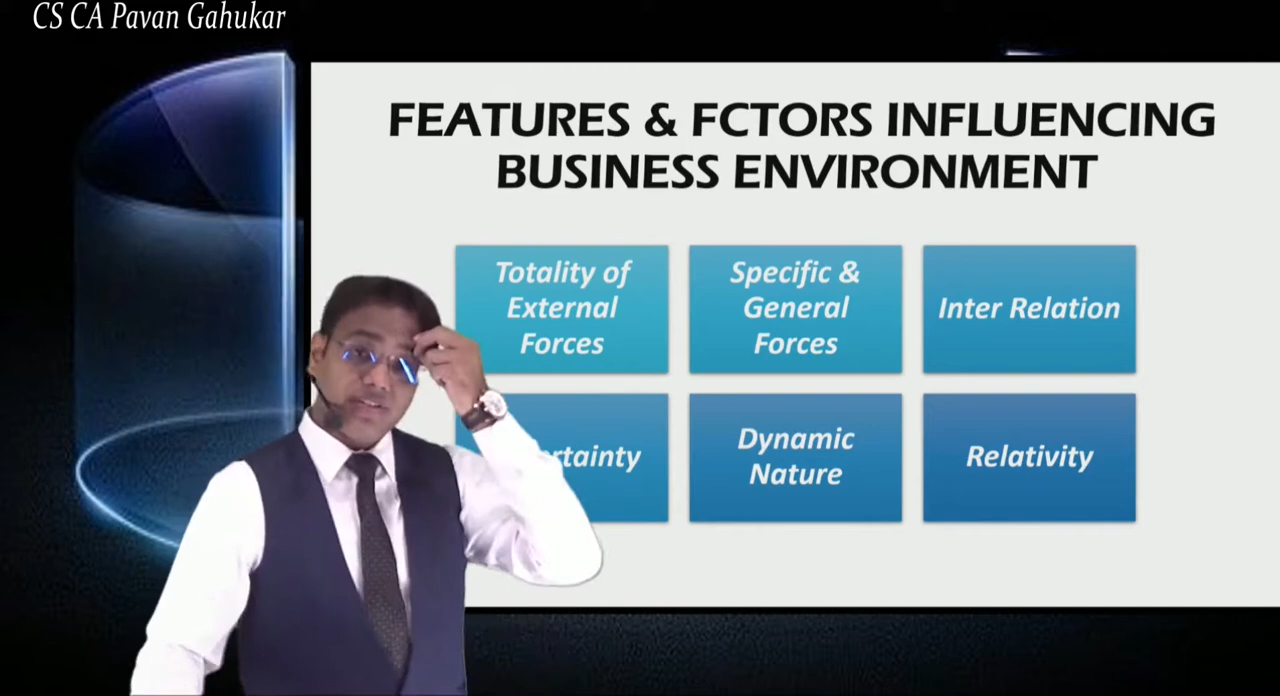 CS CA Pavan Gahukar
FEATURES & FCTORS INFLUENCING
BUSINESS ENVIRONMENT
Totality of
External
Forces
Specific &
General
Forces
Inter Relation
Dynamic
Nature
Relativity